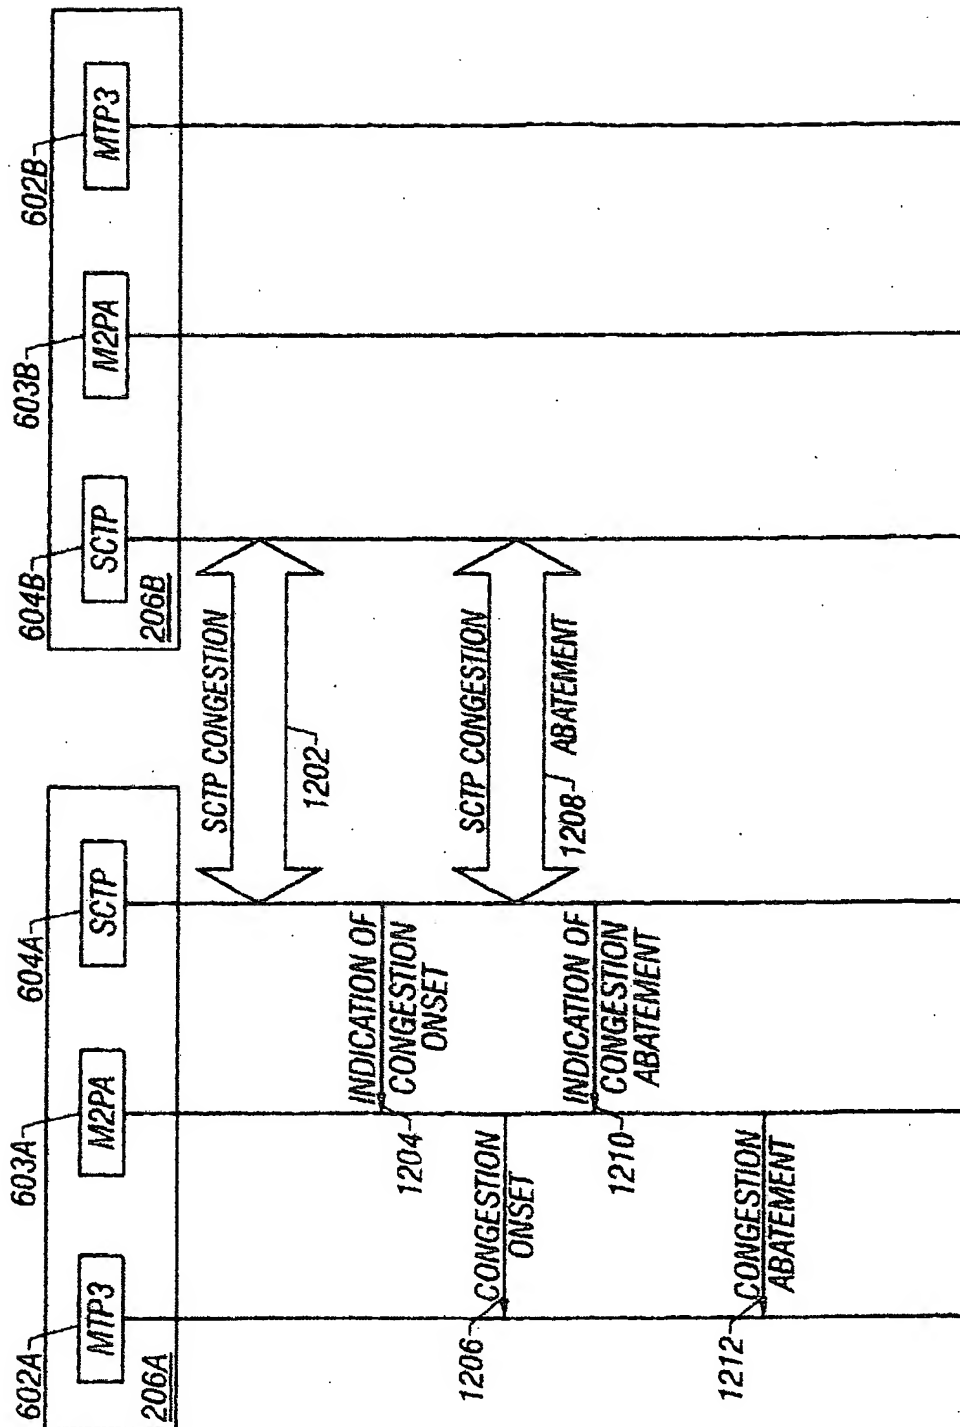 602A
603A
604A
604B
603B
602B
MTP3
M2PA
SCTP
SCTP
M2PA
MTP3
206A
206B
SCTP CONGESTION
1202
INDICATION OF
CONGESTION
ONSET
1204
CONGESTION
ONSET
1206
SCTP CONGESTION
ABATEMENT
1208
INDICATION OF
CONGESTION
ABATEMENT
1210
CONGESTION
ABATEMENT
1212